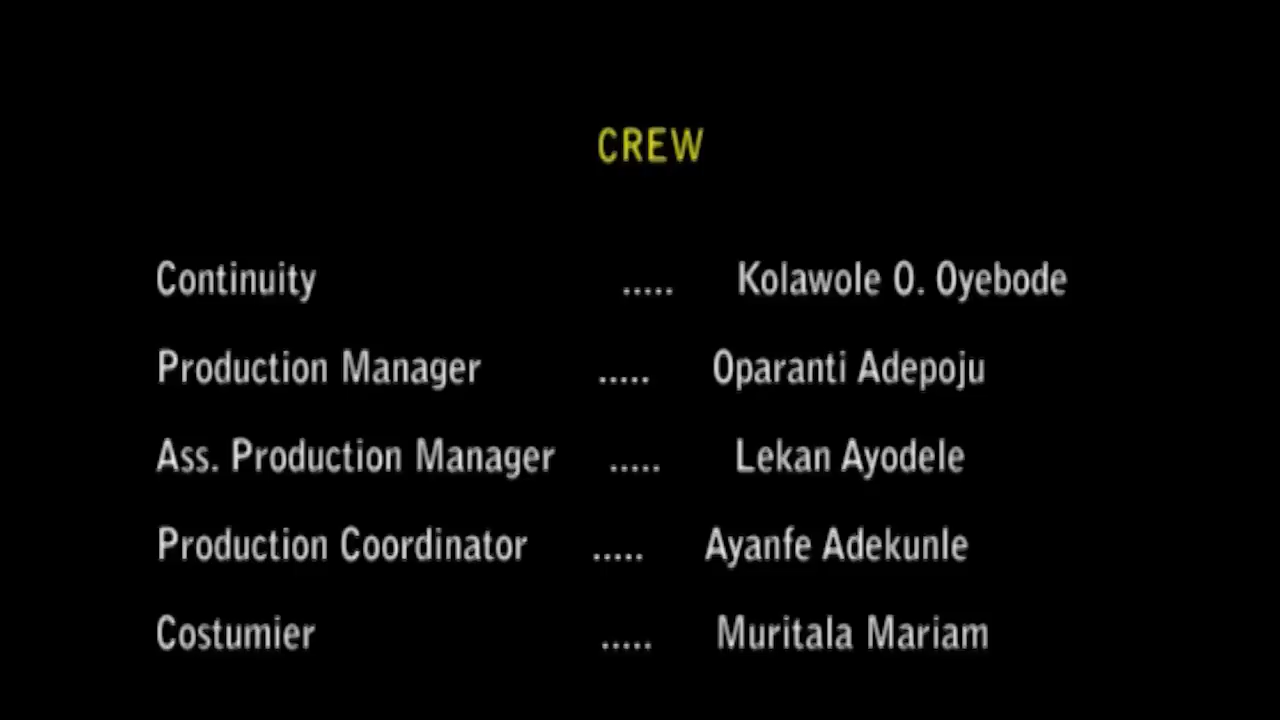 CREW
Continuity ..... Kolawole O. Oyebode
Production Manager ..... Oparanti Adepoju
Ass. Production Manager ..... Lekan Ayodele
Production Coordinator ..... Ayanfe Adekunle
Costumier ..... Muritala Mariam